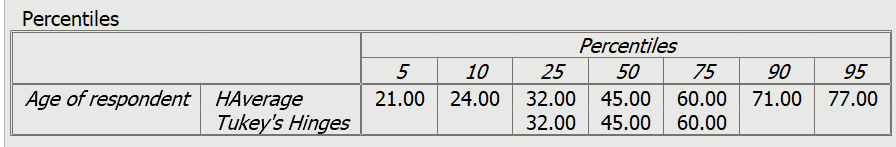 Percentiles
Percentiles
5 10 25 50 75 90 95
Age of respondent HAverage 21.00 24.00 32.00 45.00 60.00 71.00 77.00
Tukey's Hinges 32.00 45.00 60.00